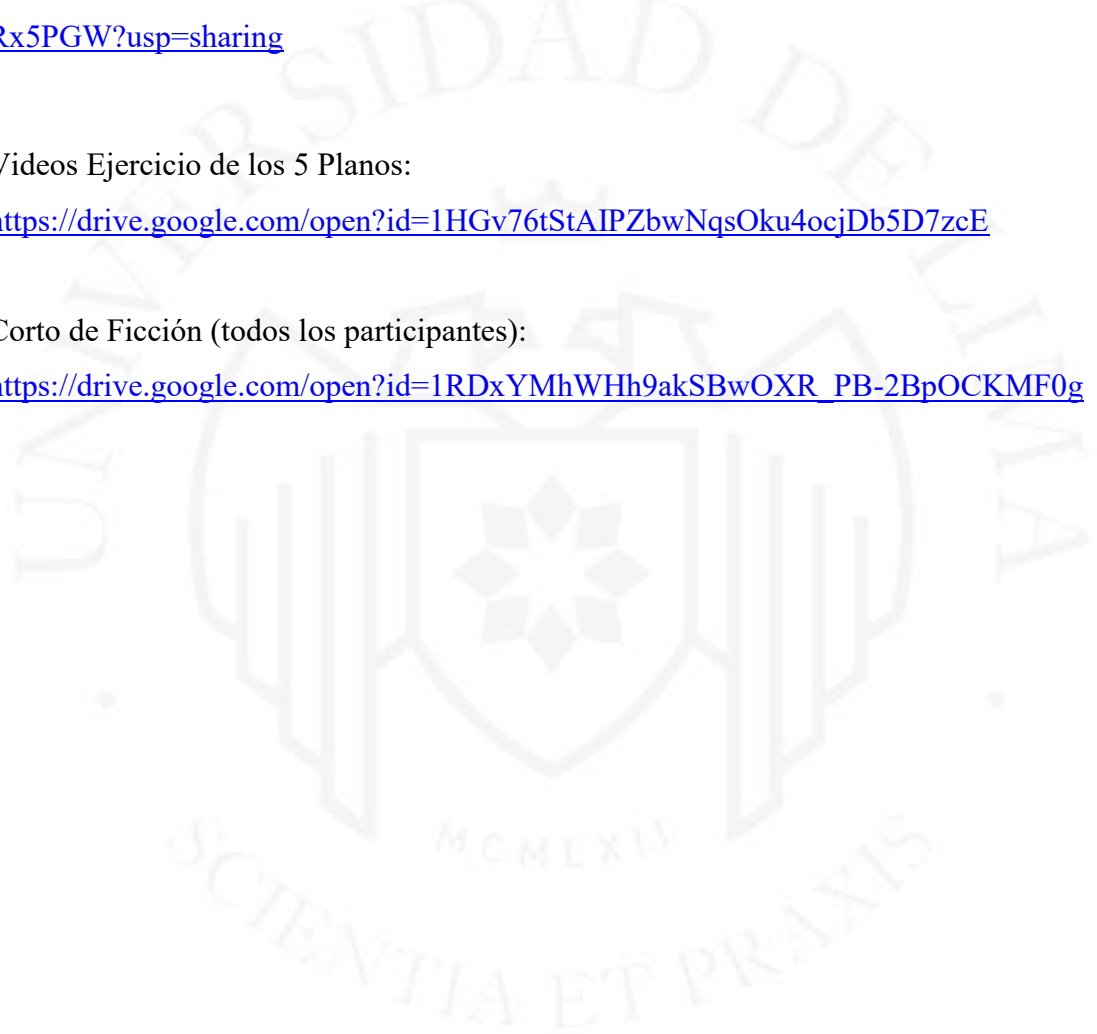 Rx5PGW?usp=sharing
Videos Ejercicio de los 5 Planos:
https://drive.google.com/open?id=1HGv76tStAIPZbwNqsOku4ocjDb5D7zcE
Corto de Ficción (todos los participantes):
https://drive.google.com/open?id=1RDxYMhWHh9akSBwOXR_PB-2BpOCKMF0g
UNIVERSIDAD DE LIMA
MCMLXII
SCIENTIA ET PRAXIS